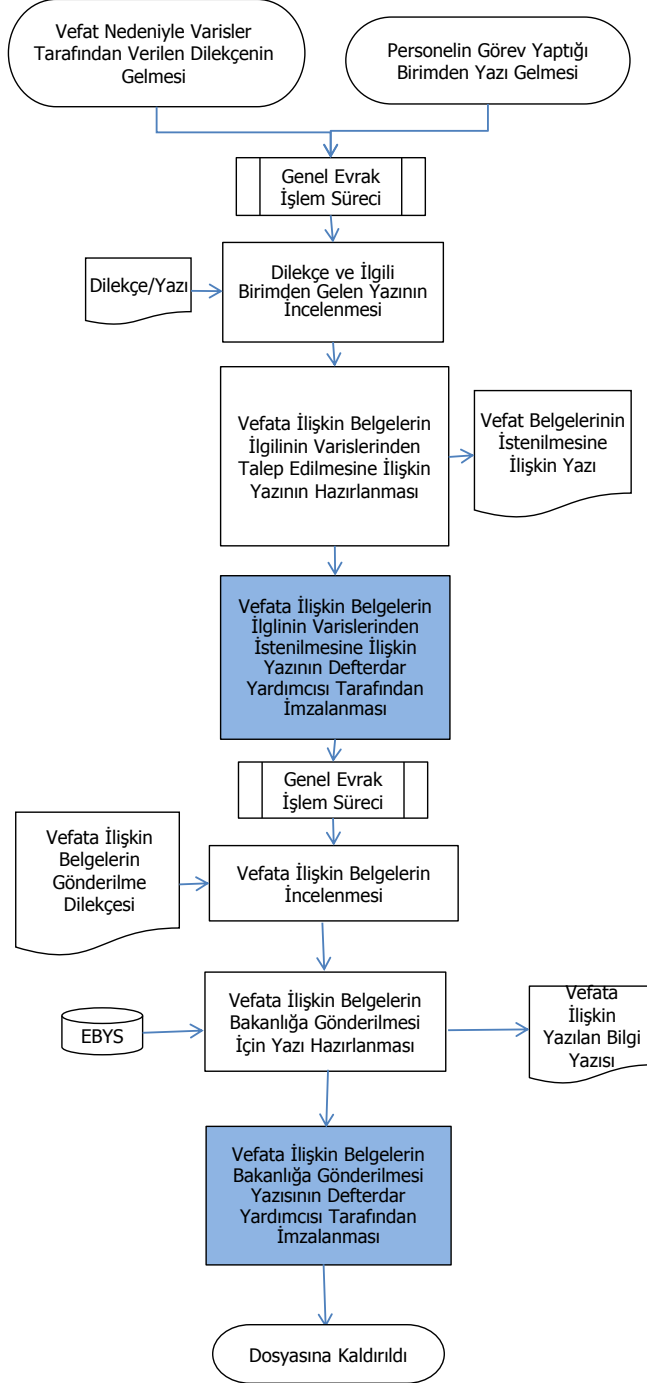 Vefat Nedeniyle Varisler
Tarafından Verilen Dilekçenin
Gelmesi
Personelin Görev Yaptığı
Birimden Yazı Gelmesi
Genel Evrak
İşlem Süreci
Dilekçe/Yazı
Dilekçe ve İlgili
Birimden Gelen Yazının
İncelenmesi
Vefata İlişkin Belgelerin
İlgilinin Varislerinden
Talep Edilmesine İlişkin
Yazının Hazırlanması
Vefat Belgelerinin
İstenilmesine
İlişkin Yazı
Vefata İlişkin Belgelerin
İlglinin Varislerinden
İstenilmesine İlişkin
Yazının Defterdar
Yardımcısı Tarafından
İmzalanması
Genel Evrak
İşlem Süreci
Vefata İlişkin
Belgelerin
Gönderilme
Dilekçesi
Vefata İlişkin Belgelerin
İncelenmesi
EBYS
Vefata İlişkin Belgelerin
Bakanlığa Gönderilmesi
İçin Yazı Hazırlanması
Vefata
İlişkin
Yazılan Bilgi
Yazısı
Vefata İlişkin Belgelerin
Bakanlığa Gönderilmesi
Yazısının Defterdar
Yardımcısı Tarafından
İmzalanması
Dosyasına Kaldırıldı